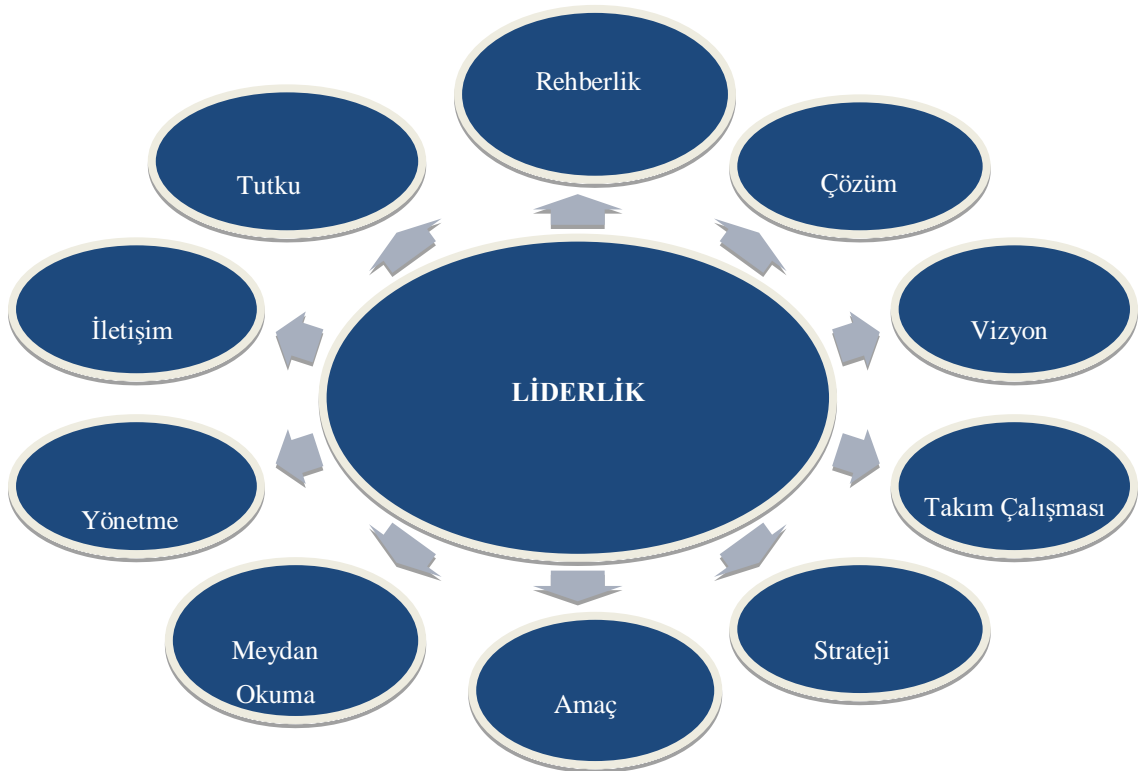 Rehberlik
Çözüm
Tutku
Vizyon
İletişim
LİDERLİK
Takım Çalışması
Yönetme
Strateji
Meydan
Okuma
Amaç